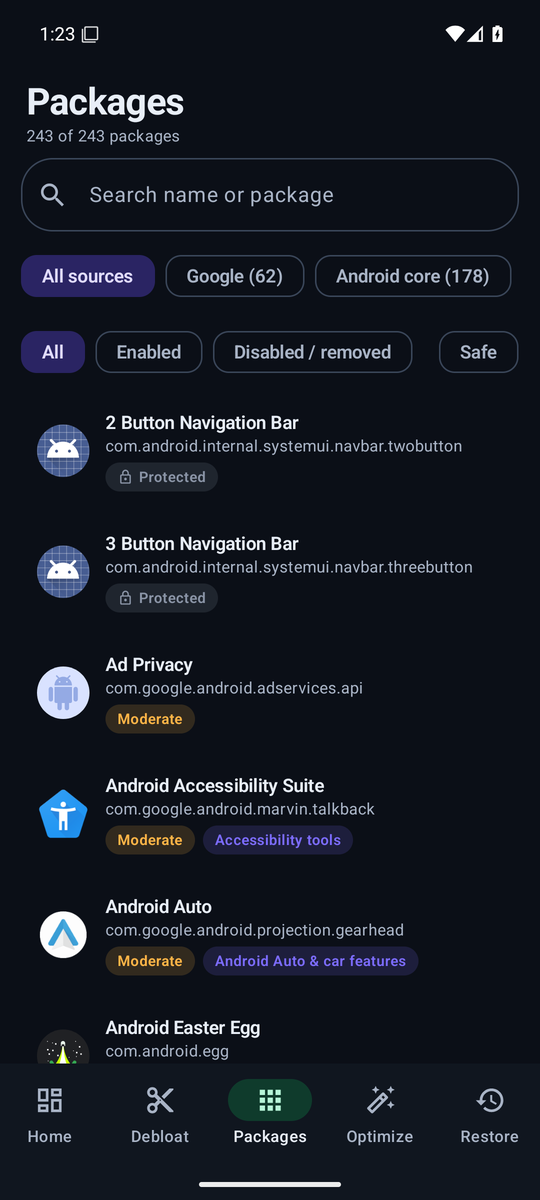 1:23
Packages
243 of 243 packages
Search name or package
All sources
Google (62)
Android core (178)
All
Enabled
Disabled / removed
Safe
2 Button Navigation Bar
com.android.internal.systemui.navbar.twobutton
Protected
3 Button Navigation Bar
com.android.internal.systemui.navbar.threebutton
Protected
Ad Privacy
com.google.android.adservices.api
Moderate
Android Accessibility Suite
com.google.android.marvin.talkback
Moderate
Accessibility tools
Android Auto
com.google.android.projection.gearhead
Moderate
Android Auto & car features
Android Easter Egg
com.android.egg
Home
Debloat
Packages
Optimize
Restore